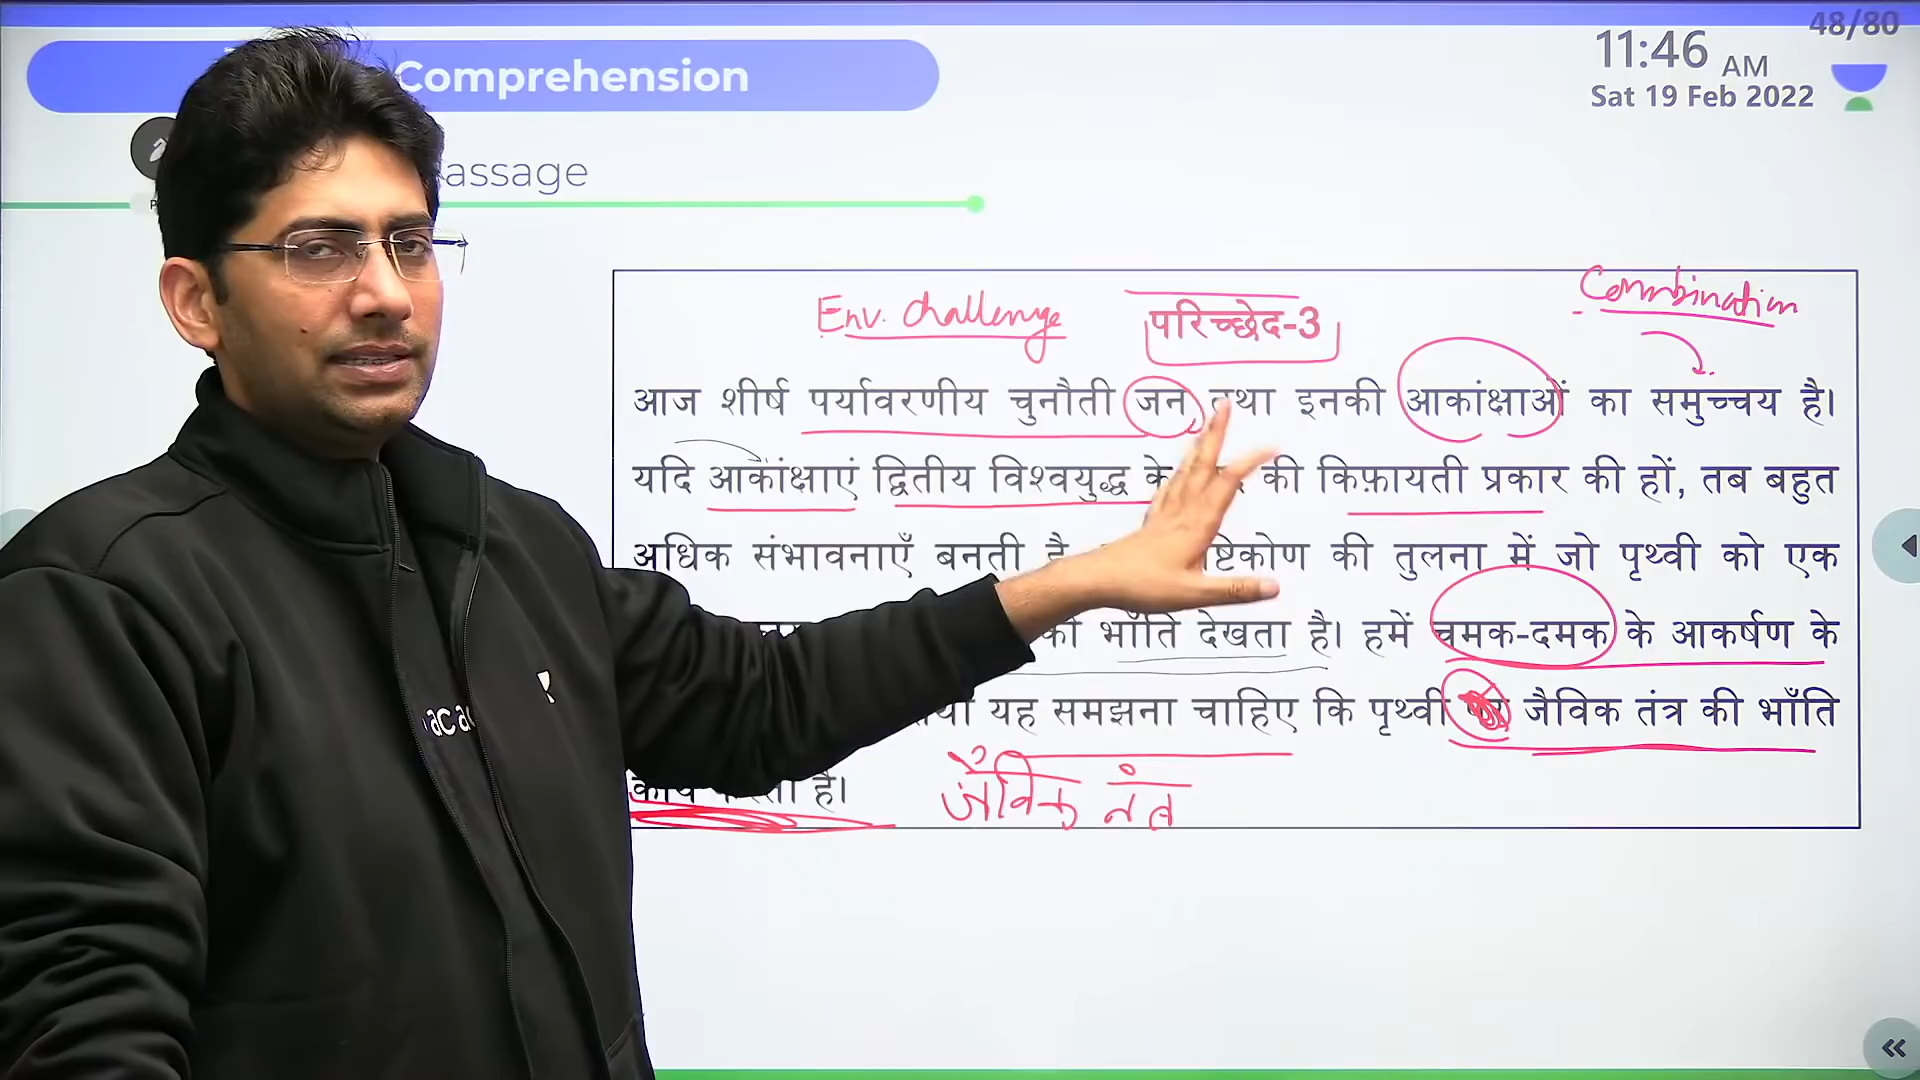 48/80
11:46 AM
Sat 19 Feb 2022
Comprehension
assage
Combination
Env. Challenge
परिच्छेद-3
आज शीर्ष पर्यावरणीय चुनौती जन तथा इनकी आकांक्षाओं का समुच्चय है।
यदि आकांक्षाएं द्वितीय विश्वयुद्ध के की किफ़ायती प्रकार की हों, तब बहुत
अधिक संभावनाएँ बनती की तुलना में जो पृथ्वी को एक
की भाँति देखता है। हमें चमक-दमक के आकर्षण के
यह समझना चाहिए कि पृथ्वी जैविक तंत्र की भाँति
कार्य करती है।
जैविक तंत्र